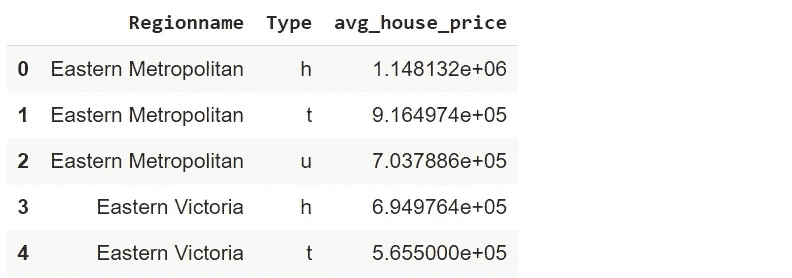 Regionname Type avg_house_price
0 Eastern Metropolitan h 1.148132e+06
1 Eastern Metropolitan t 9.164974e+05
2 Eastern Metropolitan u 7.037886e+05
3 Eastern Victoria h 6.949764e+05
4 Eastern Victoria t 5.655000e+05